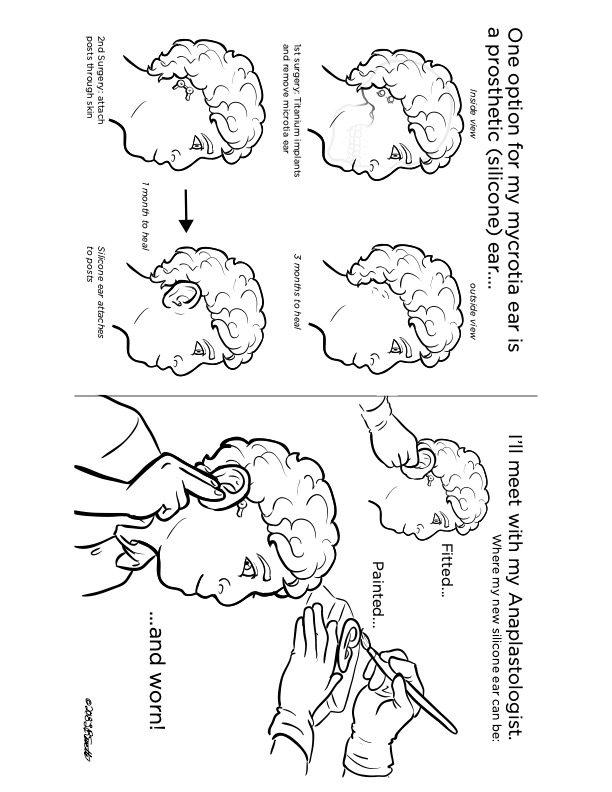 One option for my mycrotia ear is
a prosthetic (silicone) ear....
Inside view
outside view
1st surgery: Titanium implants
and remove microtia ear
3 months to heal
2nd Surgery: attach
posts through skin
1 month to heal
Silicone ear attaches
to posts
I'll meet with my Anaplastologist.
Where my new silicone ear can be:
Fitted...
Painted...
...and worn!